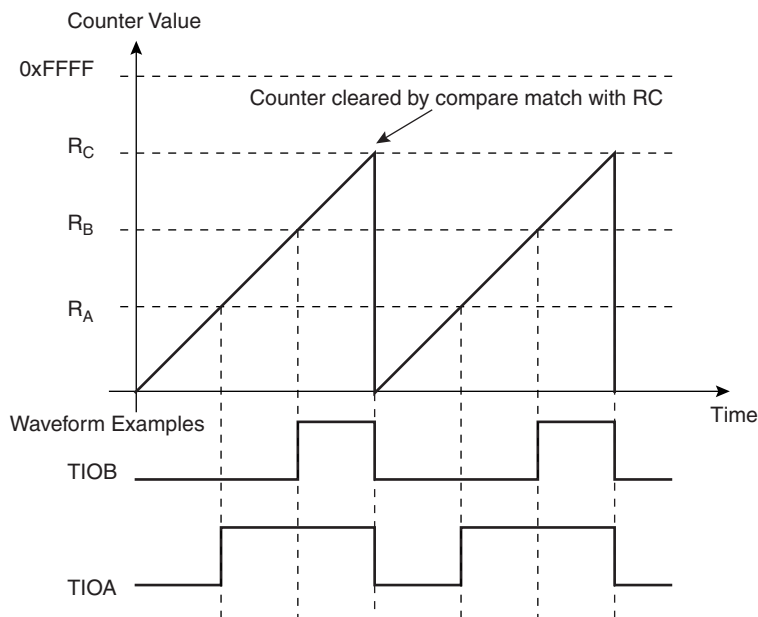 Counter Value
0xFFFF
Counter cleared by compare match with RC
RC
RB
RA
Time
Waveform Examples
TIOB
TIOA